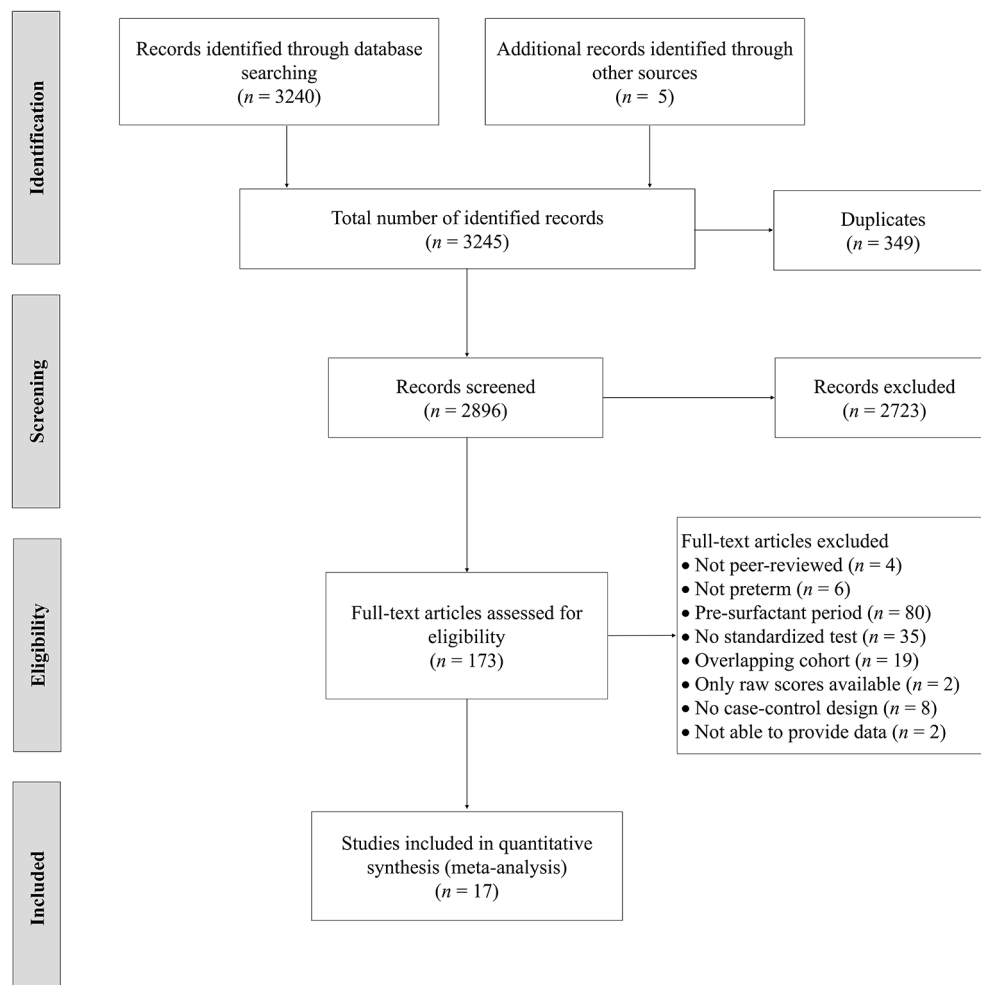 Identification
Records identified through database
searching
(n = 3240)
Additional records identified through
other sources
(n = 5)
Total number of identified records
(n = 3245)
Duplicates
(n = 349)
Screening
Records screened
(n = 2896)
Records excluded
(n = 2723)
Eligibility
Full-text articles assessed for
eligibility
(n = 173)
Full-text articles excluded
● Not peer-reviewed (n = 4)
● Not preterm (n = 6)
● Pre-surfactant period (n = 80)
● No standardized test (n = 35)
● Overlapping cohort (n = 19)
● Only raw scores available (n = 2)
● No case-control design (n = 8)
● Not able to provide data (n = 2)
Included
Studies included in quantitative
synthesis (meta-analysis)
(n = 17)